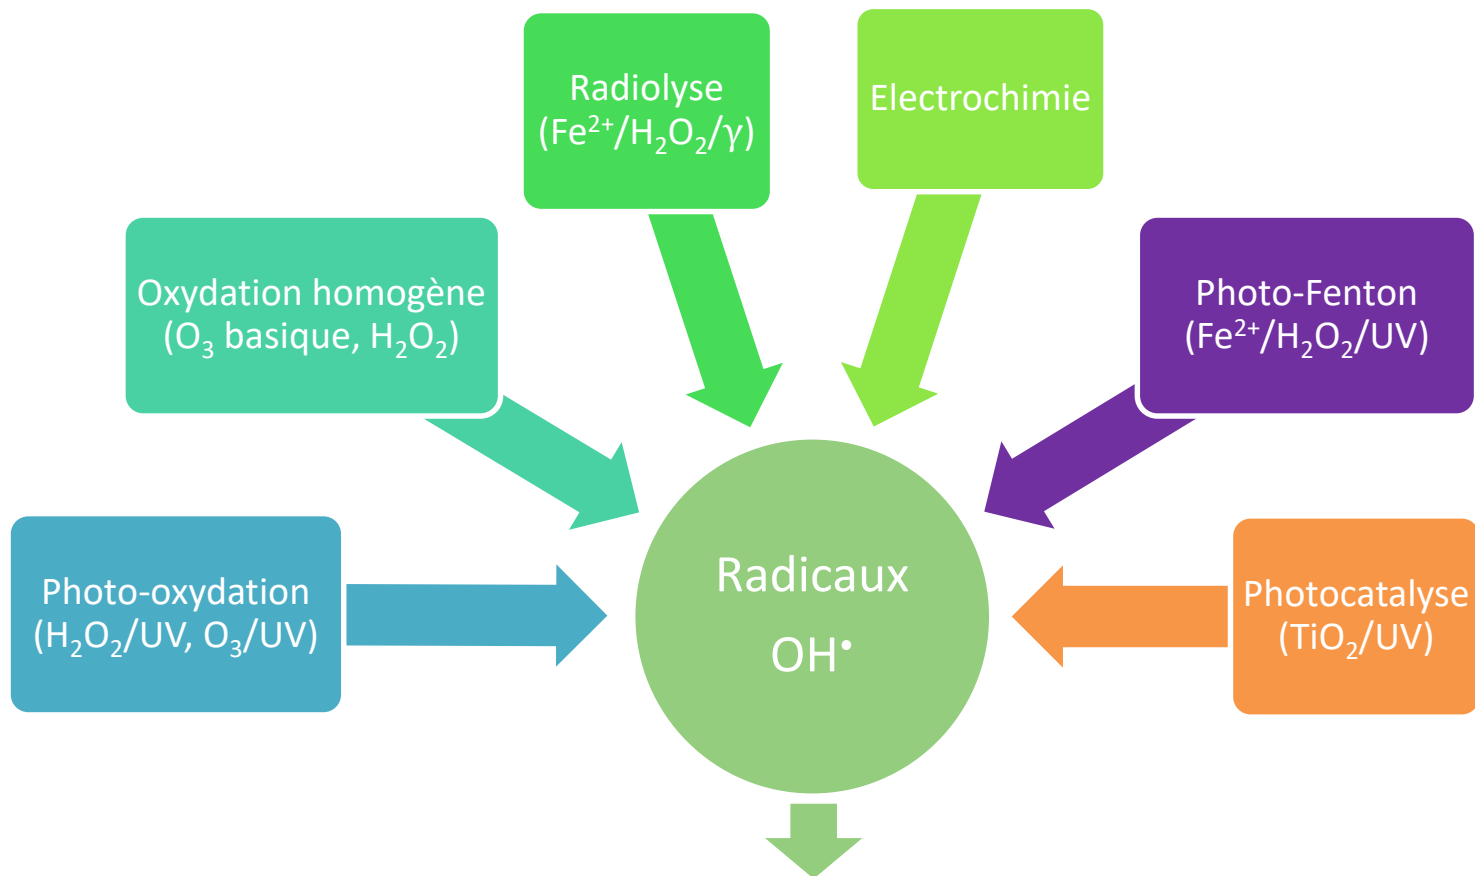 Radiolyse
(Fe²⁺/H₂O₂/γ)
Electrochimie
Oxydation homogène
(O₃ basique, H₂O₂)
Photo-Fenton
(Fe²⁺/H₂O₂/UV)
Photo-oxydation
(H₂O₂/UV, O₃/UV)
Radicaux
OH•
Photocatalyse
(TiO₂/UV)